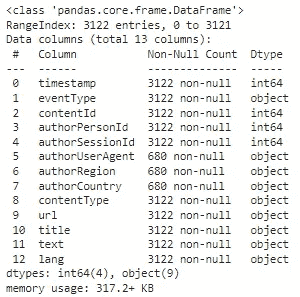 <class 'pandas.core.frame.DataFrame'>
RangeIndex: 3122 entries, 0 to 3121
Data columns (total 13 columns):
 #   Column           Non-Null Count  Dtype
---  ------           --------------  -----
 0   timestamp        3122 non-null   int64
 1   eventType        3122 non-null   object
 2   contentId        3122 non-null   int64
 3   authorPersonId   3122 non-null   int64
 4   authorSessionId  3122 non-null   int64
 5   authorUserAgent  680 non-null    object
 6   authorRegion     680 non-null    object
 7   authorCountry    680 non-null    object
 8   contentType      3122 non-null   object
 9   url              3122 non-null   object
 10  title            3122 non-null   object
 11  text             3122 non-null   object
 12  lang             3122 non-null   object
dtypes: int64(4), object(9)
memory usage: 317.2+ KB